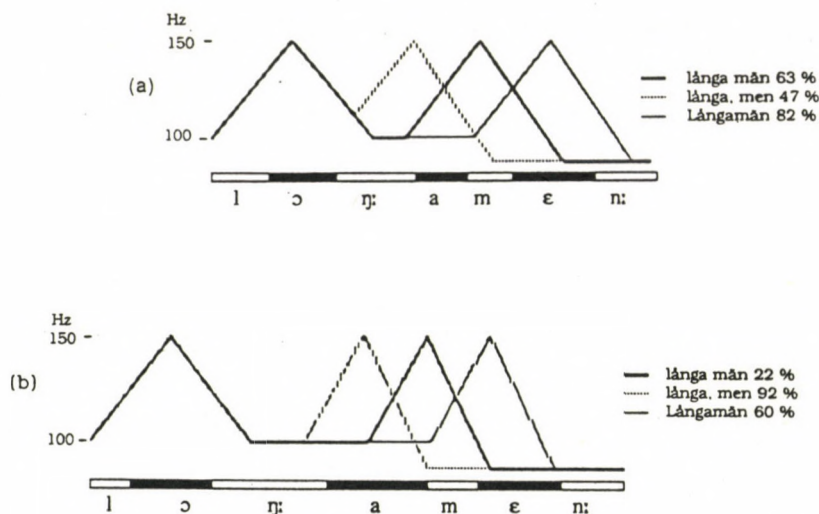 Hz
150
(a)
100
långa män 63 %
långa, men 47 %
Långamän 82 %
l ɔ ŋ: a m ɛ n:
Hz
150
(b)
100
långa män 22 %
långa, men 92 %
Långamän 60 %
l ɔ ŋ: a m ɛ n: